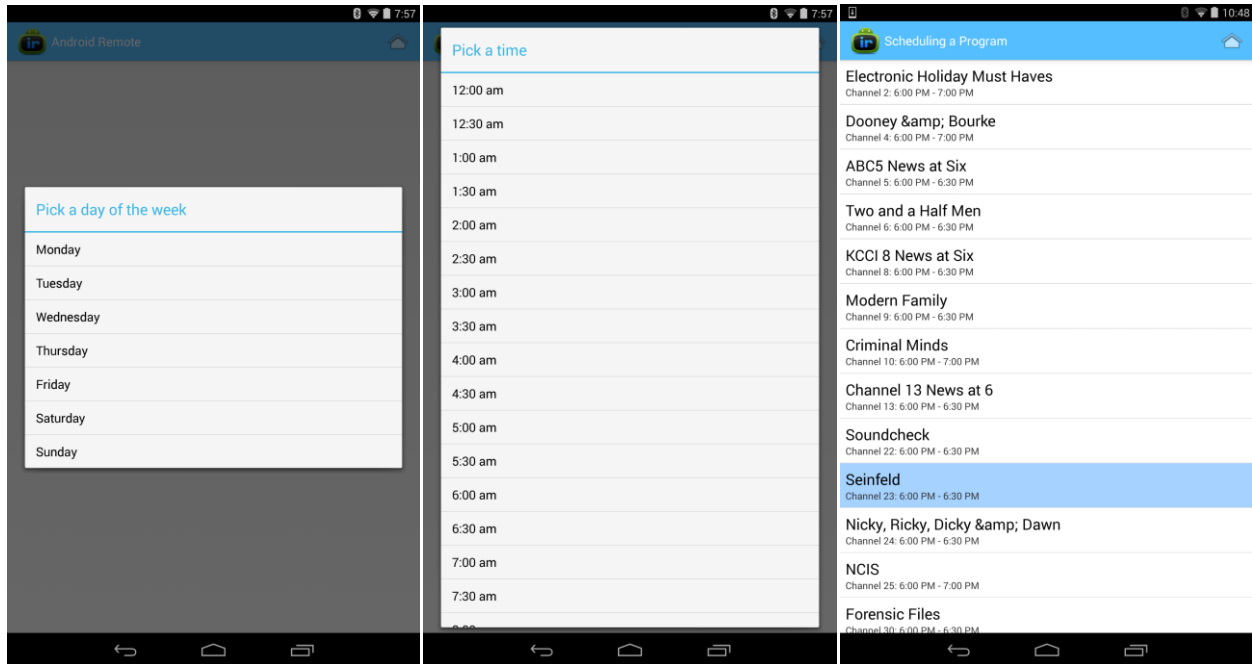 7:57
ir Android Remote
Pick a day of the week
Monday
Tuesday
Wednesday
Thursday
Friday
Saturday
Sunday
7:57
Pick a time
12:00 am
12:30 am
1:00 am
1:30 am
2:00 am
2:30 am
3:00 am
3:30 am
4:00 am
4:30 am
5:00 am
5:30 am
6:00 am
6:30 am
7:00 am
7:30 am
10:48
ir Scheduling a Program
Electronic Holiday Must Haves
Channel 2: 6:00 PM - 7:00 PM
Dooney &amp; Bourke
Channel 4: 6:00 PM - 7:00 PM
ABC5 News at Six
Channel 5: 6:00 PM - 6:30 PM
Two and a Half Men
Channel 6: 6:00 PM - 6:30 PM
KCCI 8 News at Six
Channel 8: 6:00 PM - 6:30 PM
Modern Family
Channel 9: 6:00 PM - 6:30 PM
Criminal Minds
Channel 10: 6:00 PM - 7:00 PM
Channel 13 News at 6
Channel 13: 6:00 PM - 6:30 PM
Soundcheck
Channel 22: 6:00 PM - 6:30 PM
Seinfeld
Channel 23: 6:00 PM - 6:30 PM
Nicky, Ricky, Dicky &amp; Dawn
Channel 24: 6:00 PM - 6:30 PM
NCIS
Channel 25: 6:00 PM - 7:00 PM
Forensic Files
Channel 30: 6:00 PM - 6:30 PM